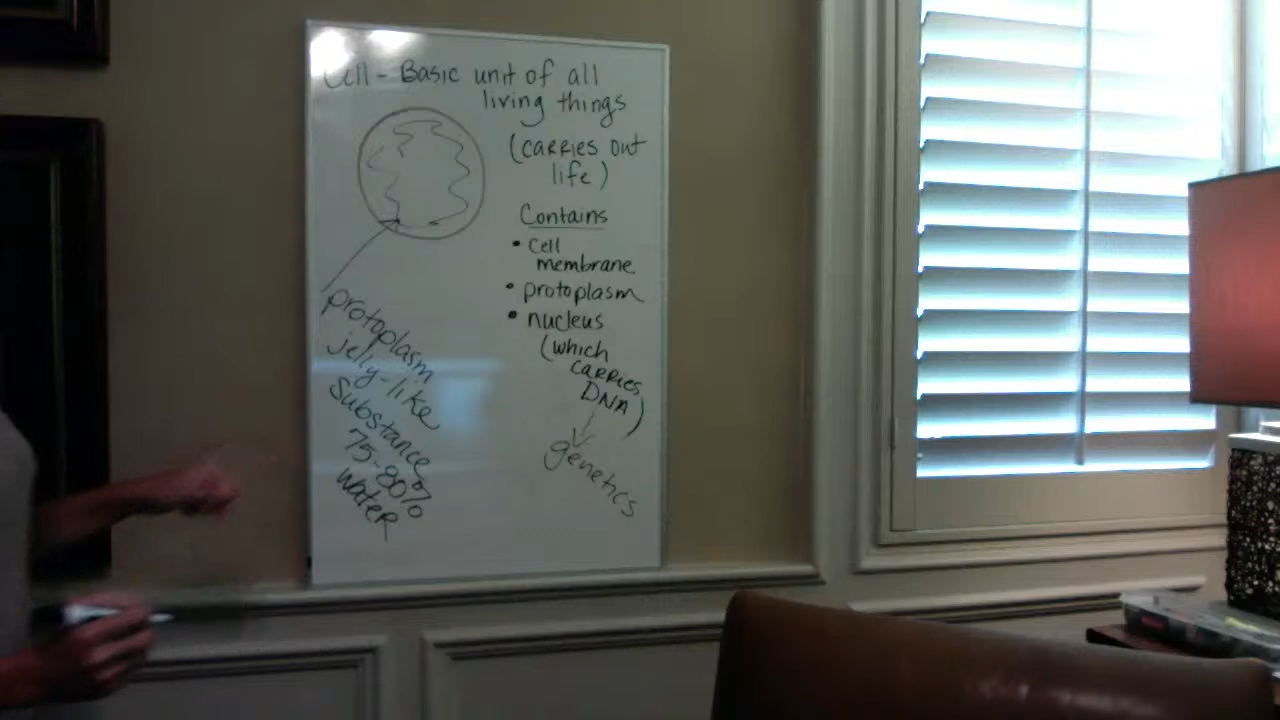 Cell - Basic unit of all
living things
(carries out
life)
Contains
• Cell
membrane
• protoplasm
• nucleus
(which
carries
DNA)
genetics
protoplasm
jelly-like
Substance
75-80%
water